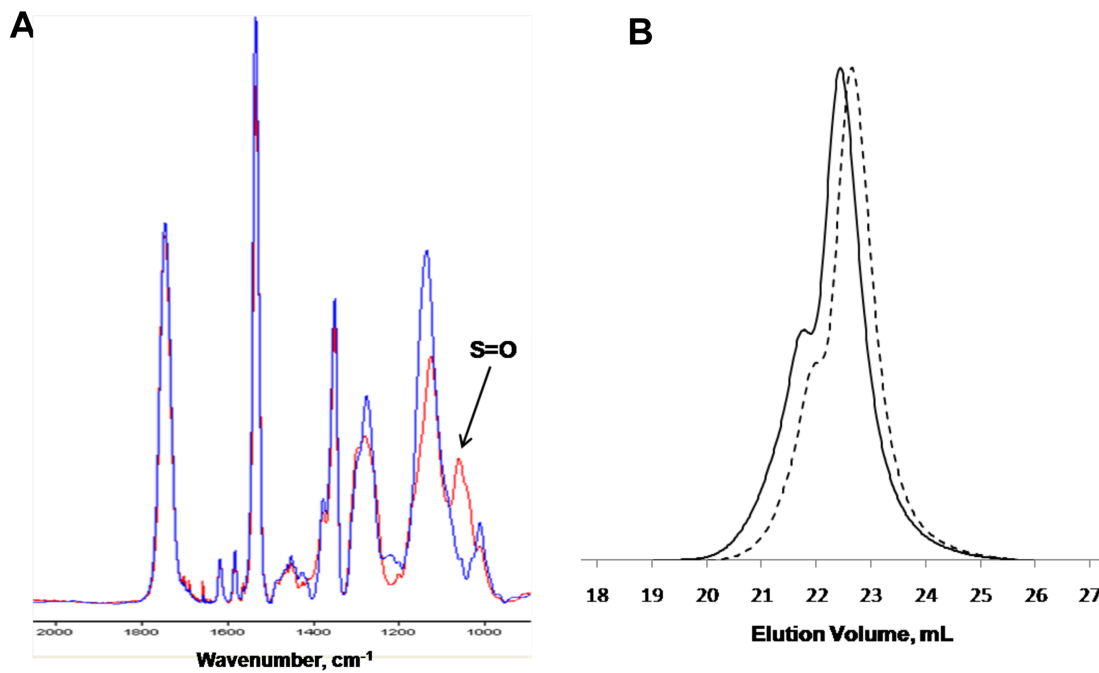 A
B
S=O
2000 1800 1600 1400 1200 1000
Wavenumber, cm-1
18 19 20 21 22 23 24 25 26 27
Elution Volume, mL